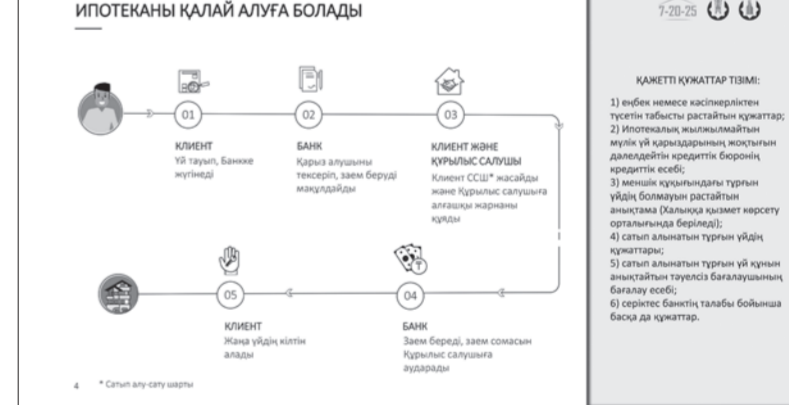 ИПОТЕКАНЫ ҚАЛАЙ АЛУҒА БОЛАДЫ
01
КЛИЕНТ
Үй тауып, Банкке
жүгінеді
02
БАНК
Қарыз алушыны
тексеріп, заем беруді
мақұлдайды
03
КЛИЕНТ ЖӘНЕ
ҚҰРЫЛЫС САЛУШЫ
Клиент ССШ* жасайды
және Құрылыс салушыға
алғашқы жарнаны
құяды
04
БАНК
Заем береді, заем сомасын
Құрылыс салушыға
аударады
05
КЛИЕНТ
Жаңа үйдің кілтін
алады
4 * Сатып алу-сату шарты
7-20-25
ҚАЖЕТТІ ҚҰЖАТТАР ТІЗІМІ:
1) еңбек немесе кәсіпкерліктен
түсетін табысты растайтын құжаттар;
2) Ипотекалық жылжылмайтын
мүлік үй қарыздарының жоқтығын
дәлелдейтін кредиттік бюронің
кредиттік есебі;
3) меншік құқығындағы тұрғын
үйдің болмауын растайтын
анықтама (Халыққа қызмет көрсету
орталығында беріледі);
4) сатып алынатын тұрғын үйдің
құжаттары;
5) сатып алынатын тұрғын үй құнын
анықтайтын тәуелсіз бағалаушының
бағалау есебі;
6) серіктес банктің талабы бойынша
басқа да құжаттар.